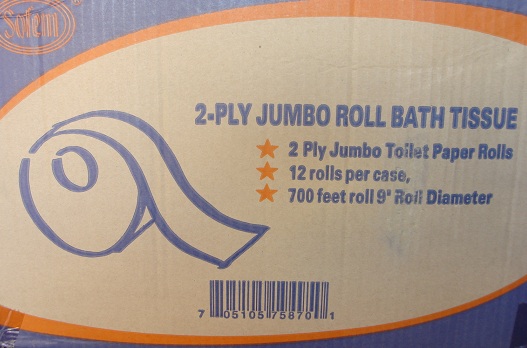 Sofem
2-PLY JUMBO ROLL BATH TISSUE
2 Ply Jumbo Toilet Paper Rolls
12 rolls per case,
700 feet roll 9" Roll Diameter
7 05105 75870 1